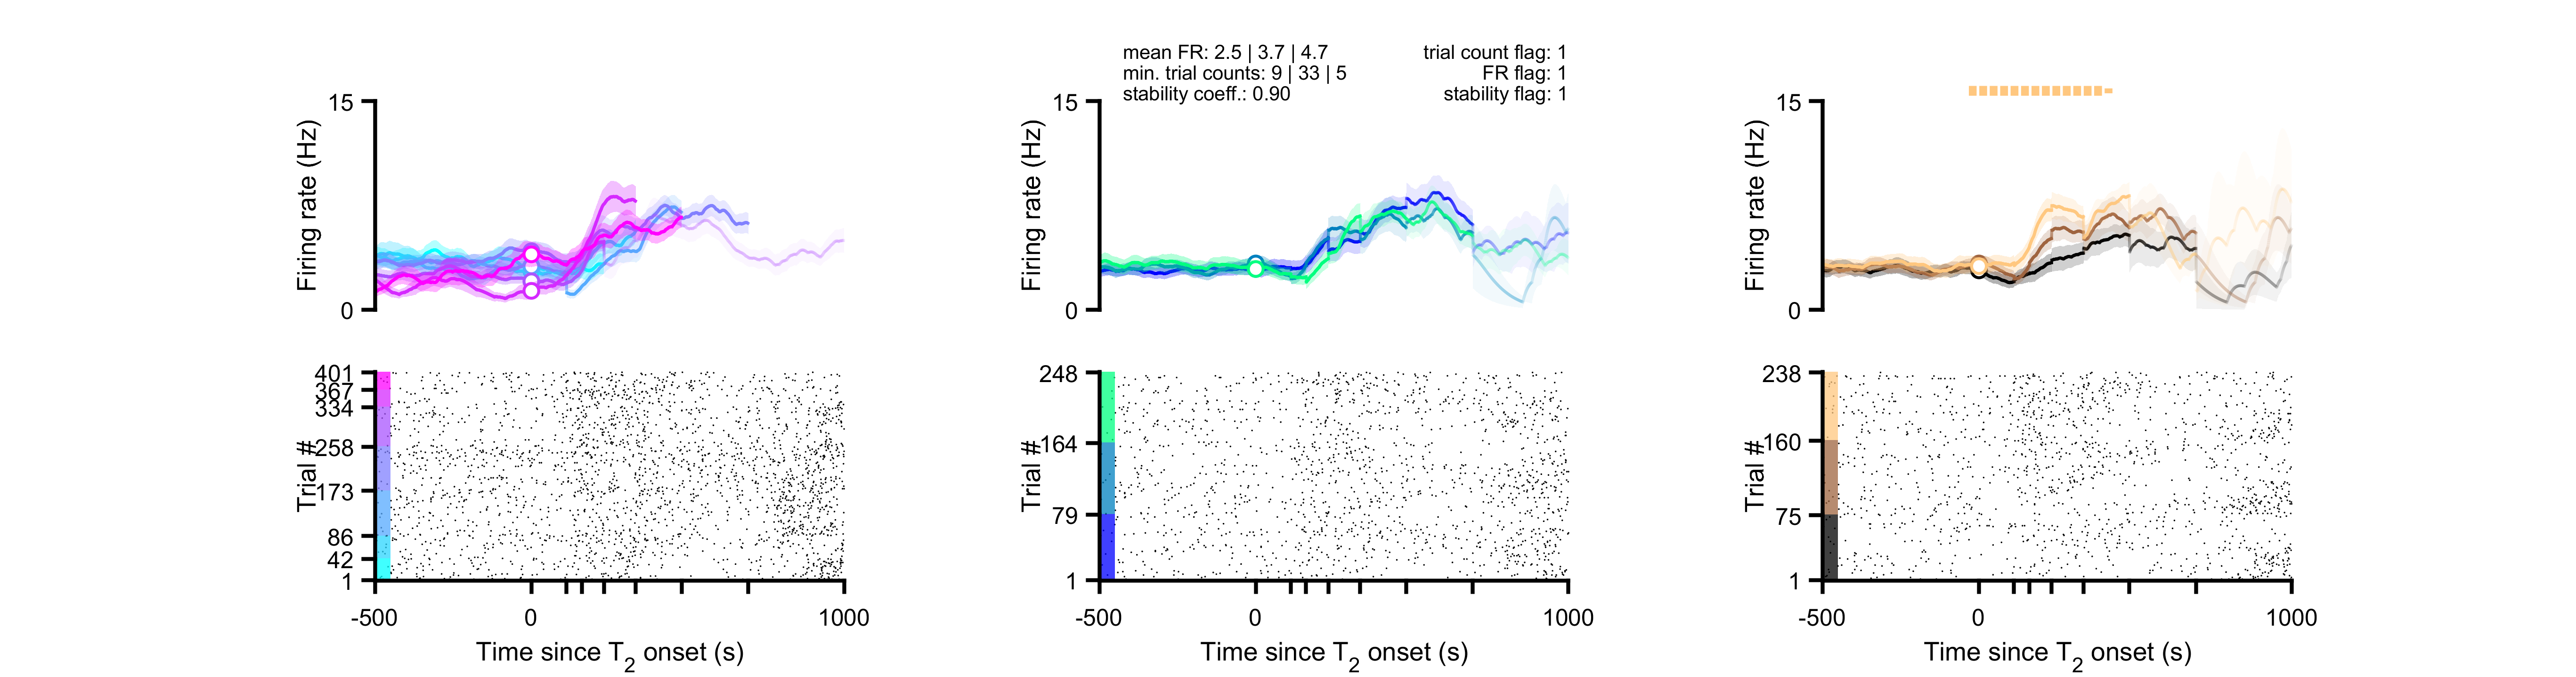 mean FR: 2.5 | 3.7 | 4.7
min. trial counts: 9 | 33 | 5
stability coeff.: 0.90
trial count flag: 1
FR flag: 1
stability flag: 1
15
Firing rate (Hz)
0
15
Firing rate (Hz)
0
15
Firing rate (Hz)
0
401
367
334
258
173
86
42
1
Trial #
-500
0
1000
Time since T2 onset (s)
248
164
79
1
Trial #
-500
0
1000
Time since T2 onset (s)
238
160
75
1
Trial #
-500
0
1000
Time since T2 onset (s)